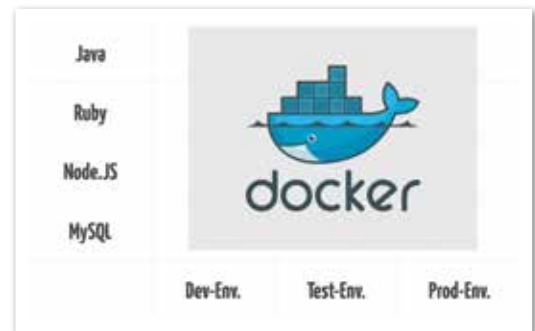 Java
Ruby
Node.JS
MySQL
docker
Dev-Env. Test-Env. Prod-Env.